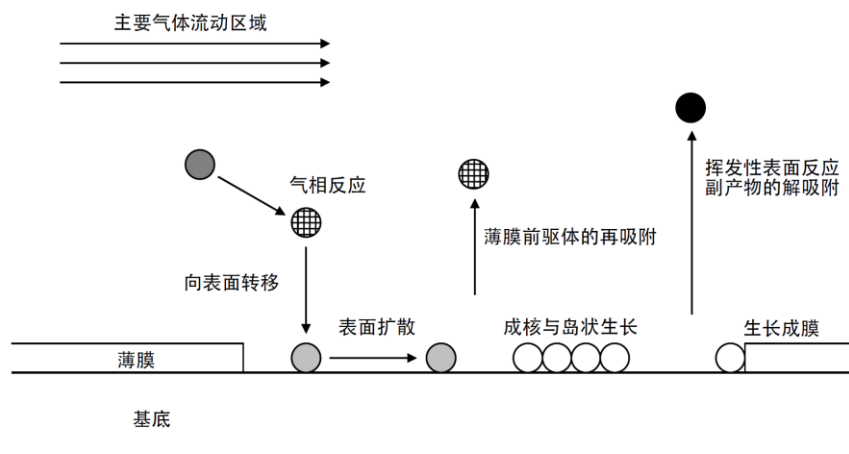 主要气体流动区域
气相反应
挥发性表面反应
副产物的解吸附
薄膜前驱体的再吸附
向表面转移
表面扩散
成核与岛状生长
生长成膜
薄膜
基底